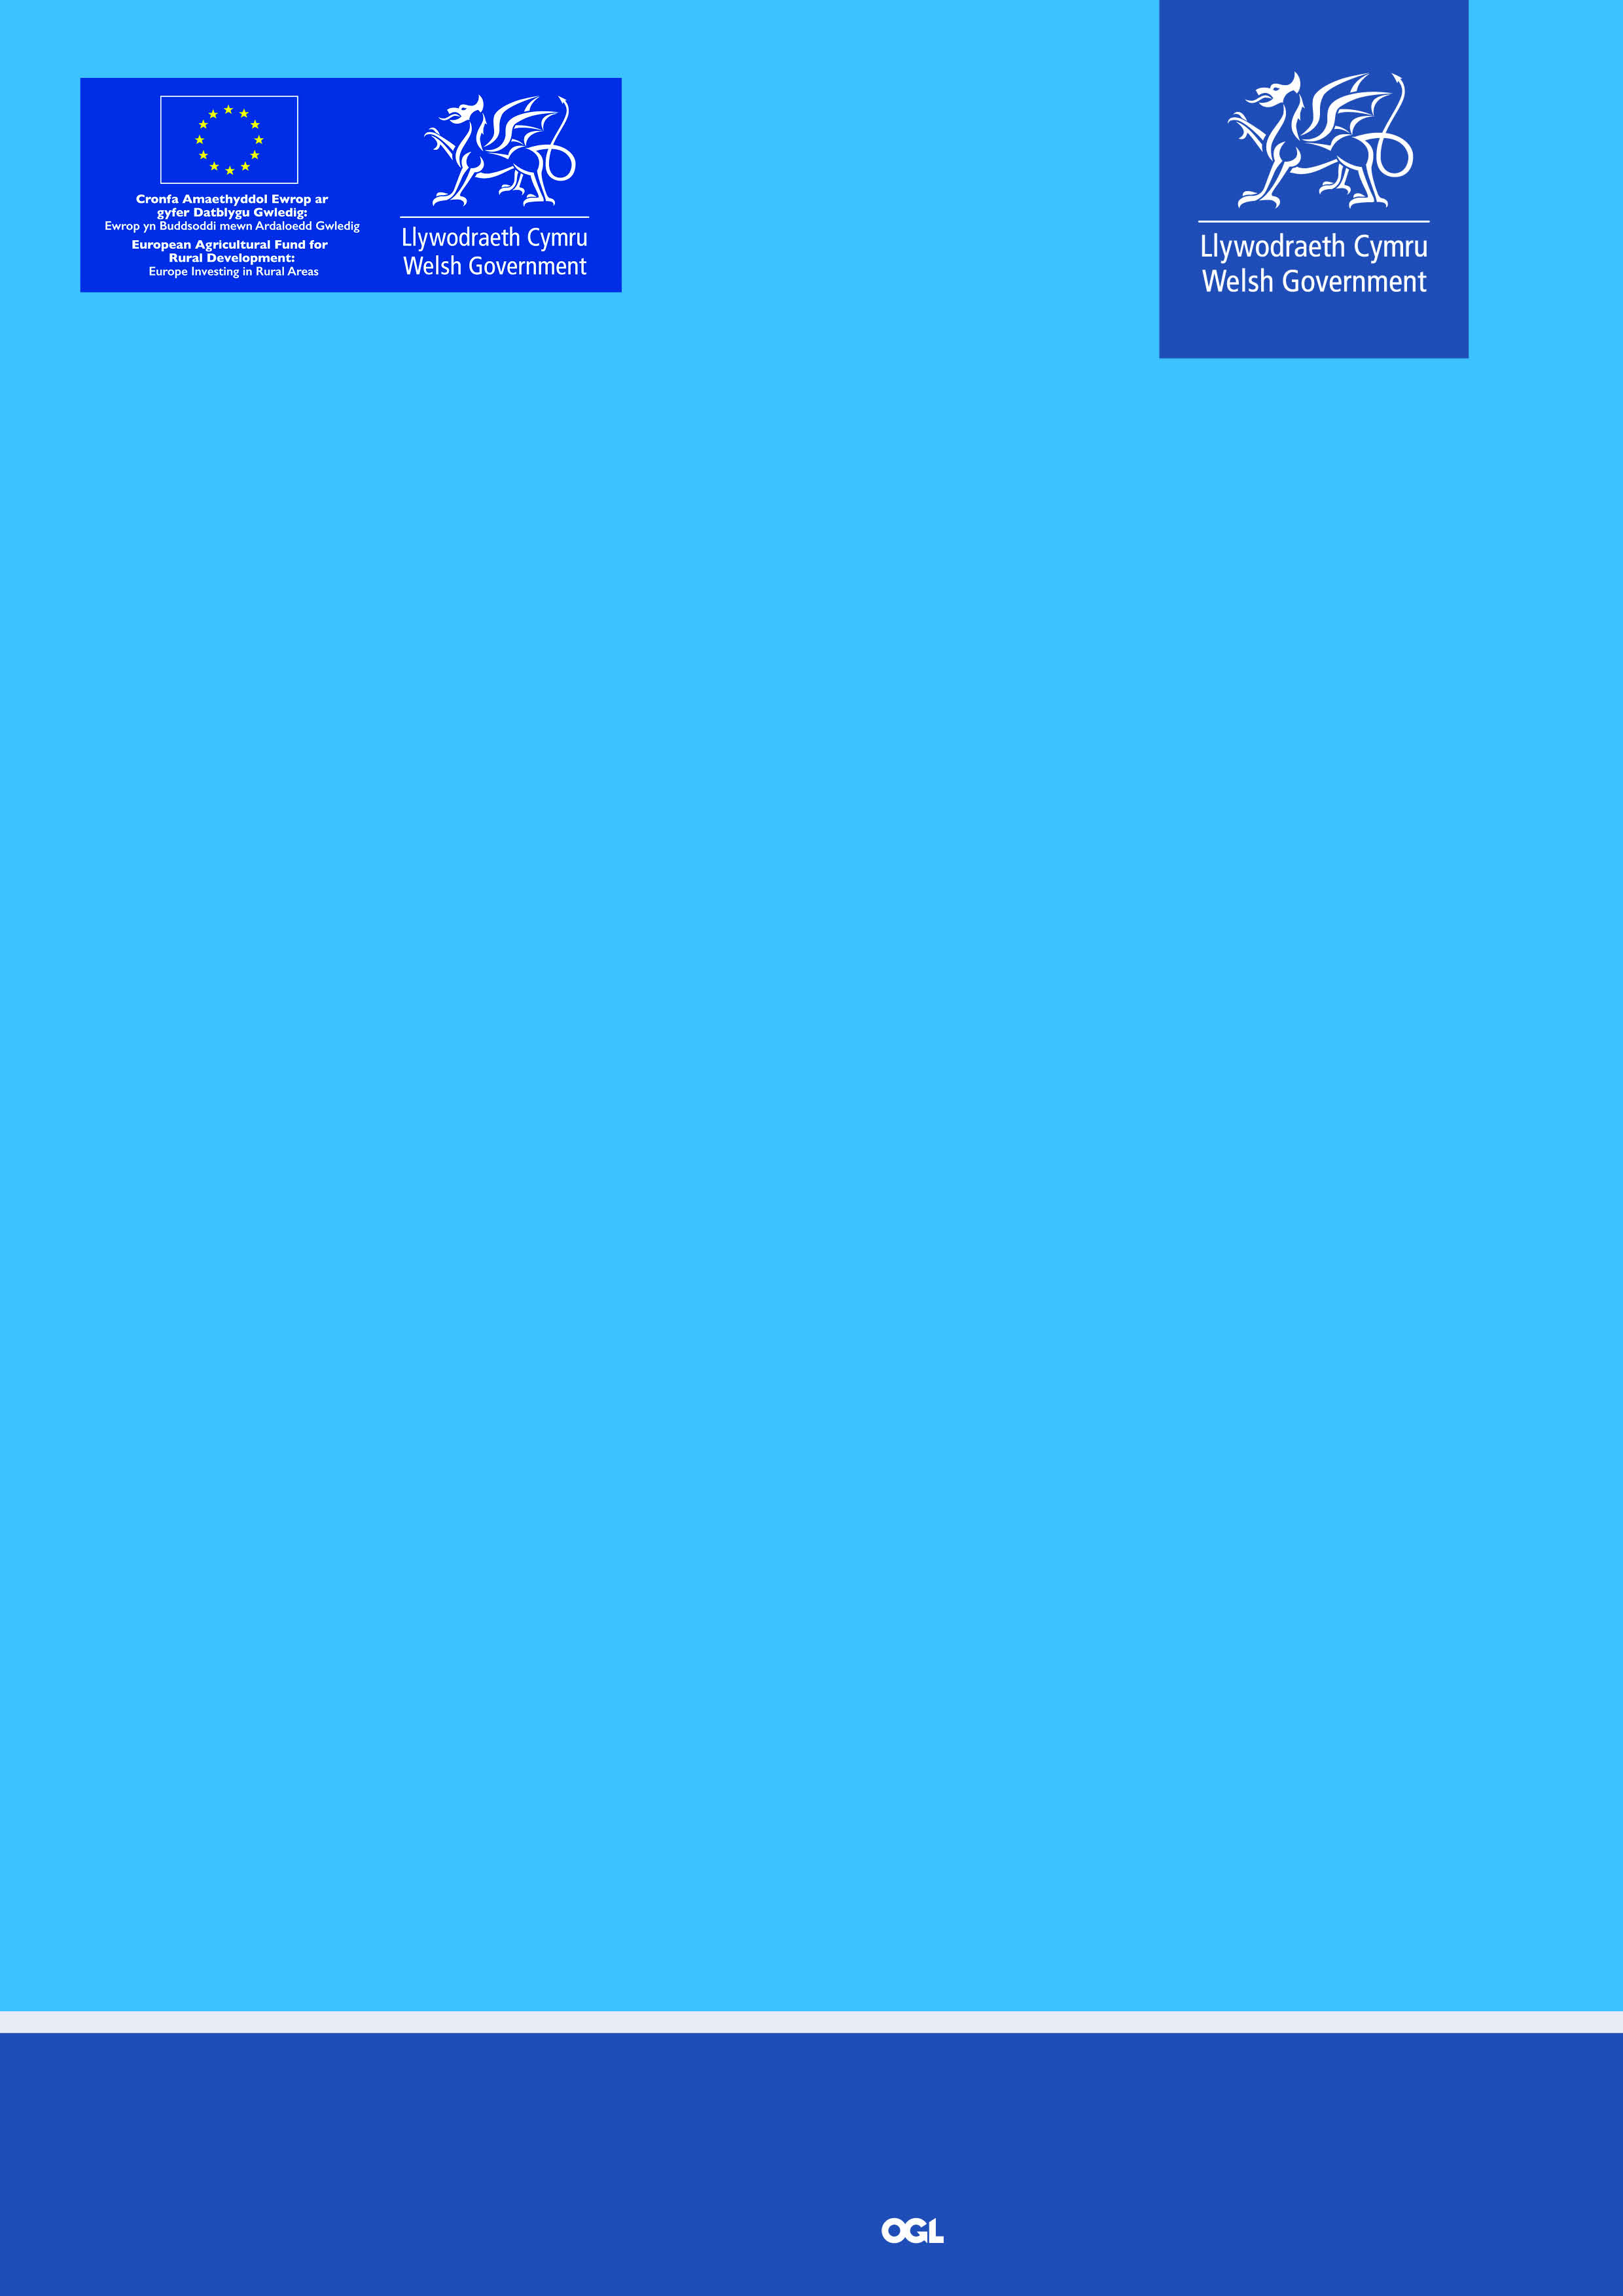 Cronfa Amaethyddol Ewrop ar
gyfer Datblygu Gwledig:
Ewrop yn Buddsoddi mewn Ardaloedd Gwledig
European Agricultural Fund for
Rural Development:
Europe Investing in Rural Areas
Llywodraeth Cymru
Welsh Government
Llywodraeth Cymru
Welsh Government
OGL